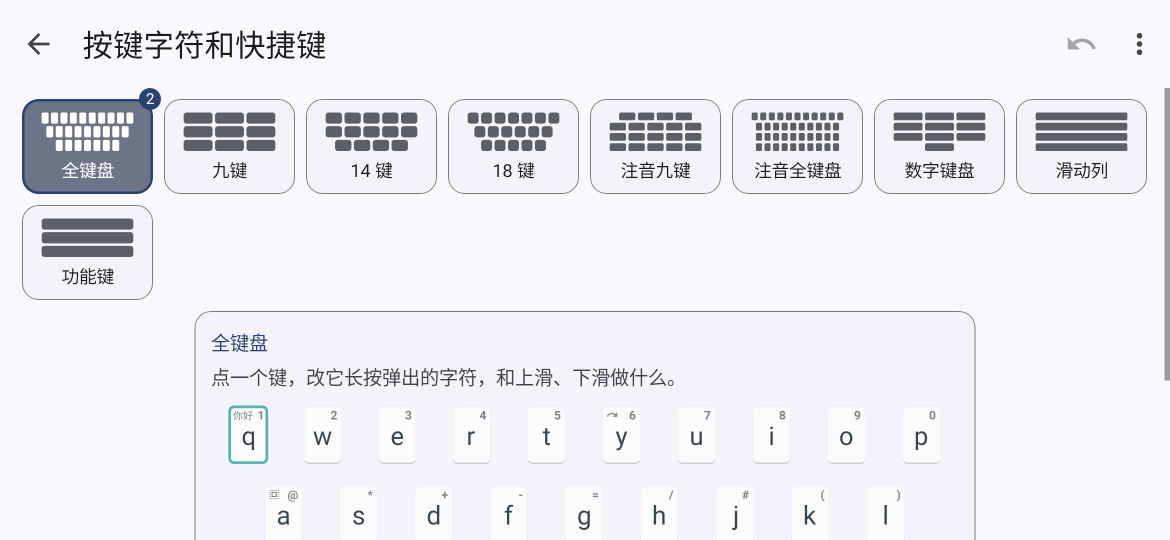 按键字符和快捷键
2
全键盘 九键 14 键 18 键 注音九键 注音全键盘 数字键盘 滑动列
功能键
全键盘
点一个键，改它长按弹出的字符，和上滑、下滑做什么。
你好 1 2 3 4 5 6 7 8 9 0
q w e r t y u i o p
@ * + - = / # ( )
a s d f g h j k l